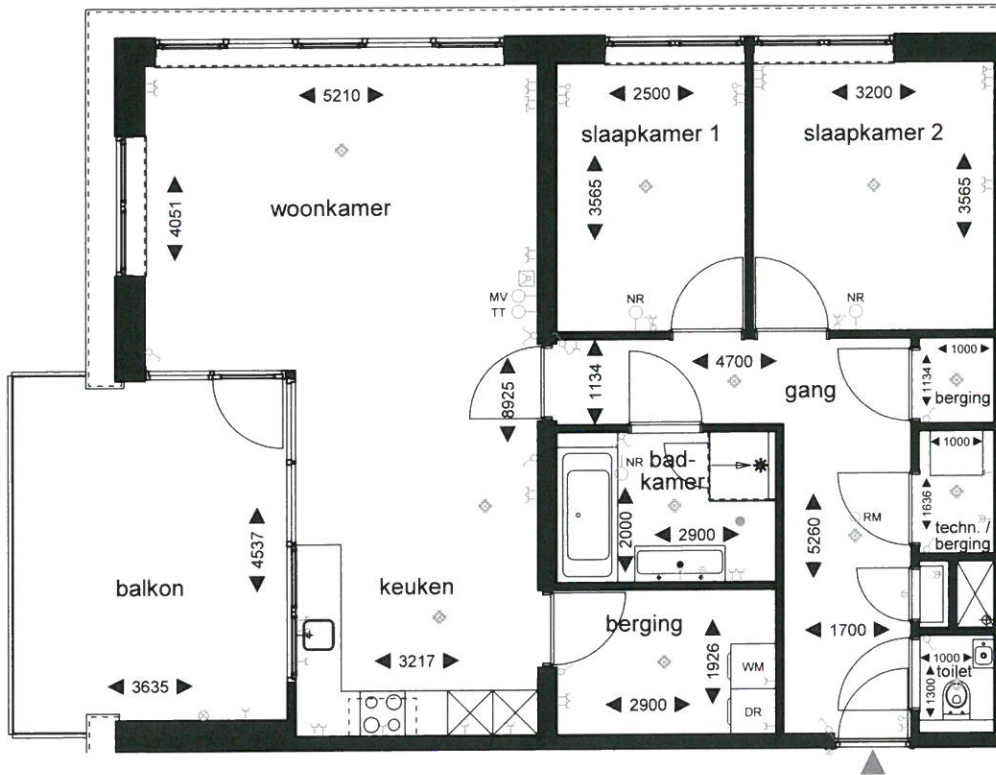 5210
2500
3200
slaapkamer 1
slaapkamer 2
4051
woonkamer
3565
3565
MV
TT
NR
NR
8925
1134
4700
gang
1000
1134
berging
NR
bad-
kamer
2000
2900
1000
1636
techn. /
berging
RM
5260
4537
balkon
keuken
berging
1926
WM
DR
2900
1700
1000
toilet
1300
3635
3217